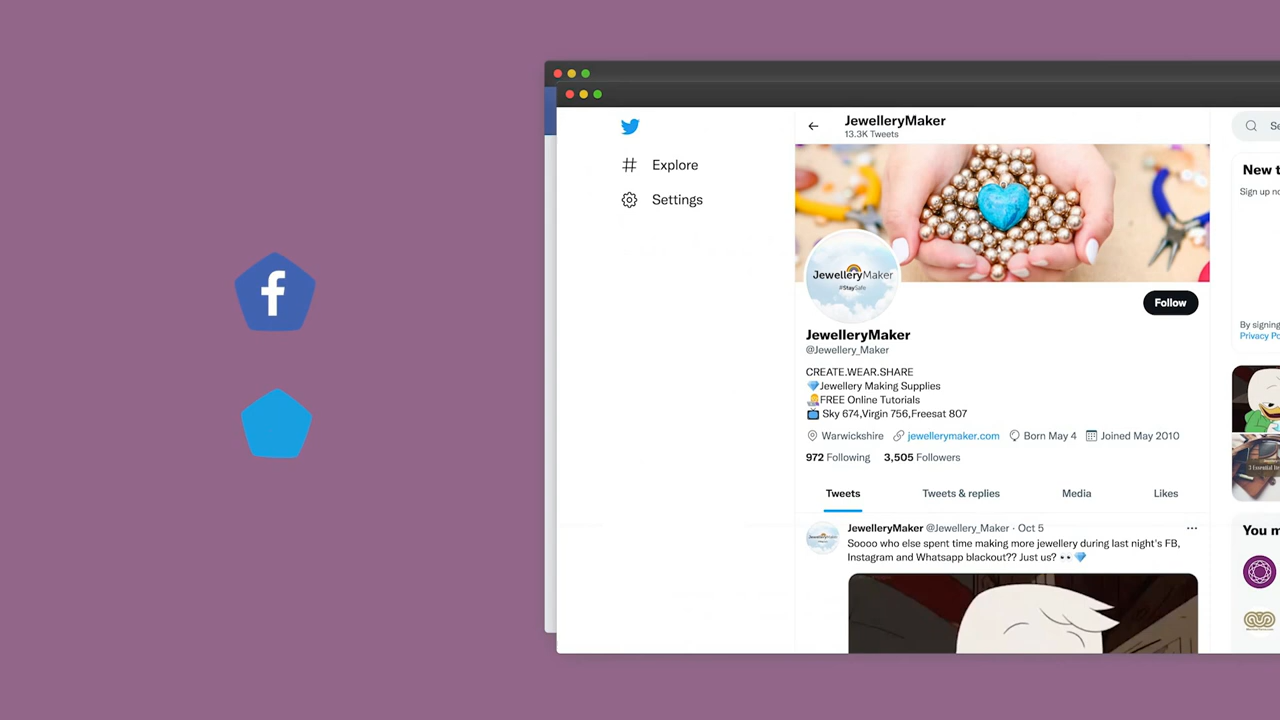 JewelleryMaker
13.3K Tweets
Explore
Settings
JewelleryMaker
#StaySafe
Follow
JewelleryMaker
@Jewellery_Maker
CREATE.WEAR.SHARE
💎Jewellery Making Supplies
FREE Online Tutorials
📺 Sky 674,Virgin 756,Freesat 807
Warwickshire jewellerymaker.com Born May 4 Joined May 2010
972 Following 3,505 Followers
Tweets Tweets & replies Media Likes
JewelleryMaker @Jewellery_Maker · Oct 5
Soooo who else spent time making more jewellery during last night's FB,
Instagram and Whatsapp blackout?? Just us? 👀 💎
Se
New t
Sign up no
By signing
Privacy Po
You m